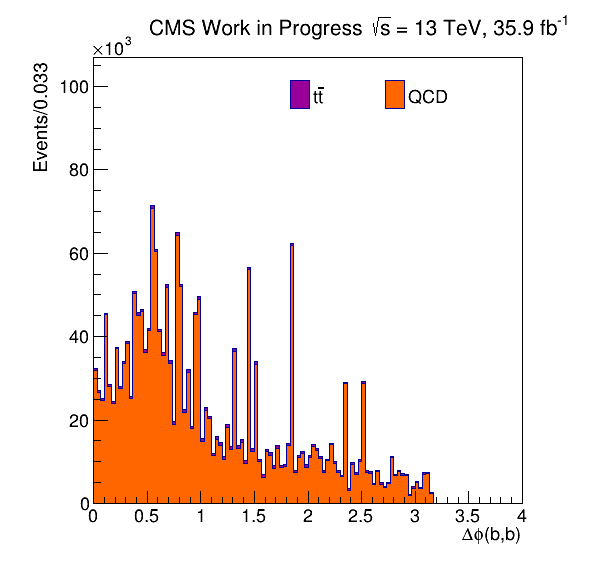 CMS Work in Progress √s = 13 TeV, 35.9 fb⁻¹
×10³
Events/0.033
100
80
60
40
20
0
tt̄
QCD
0 0.5 1 1.5 2 2.5 3 3.5 4
Δϕ(b,b)